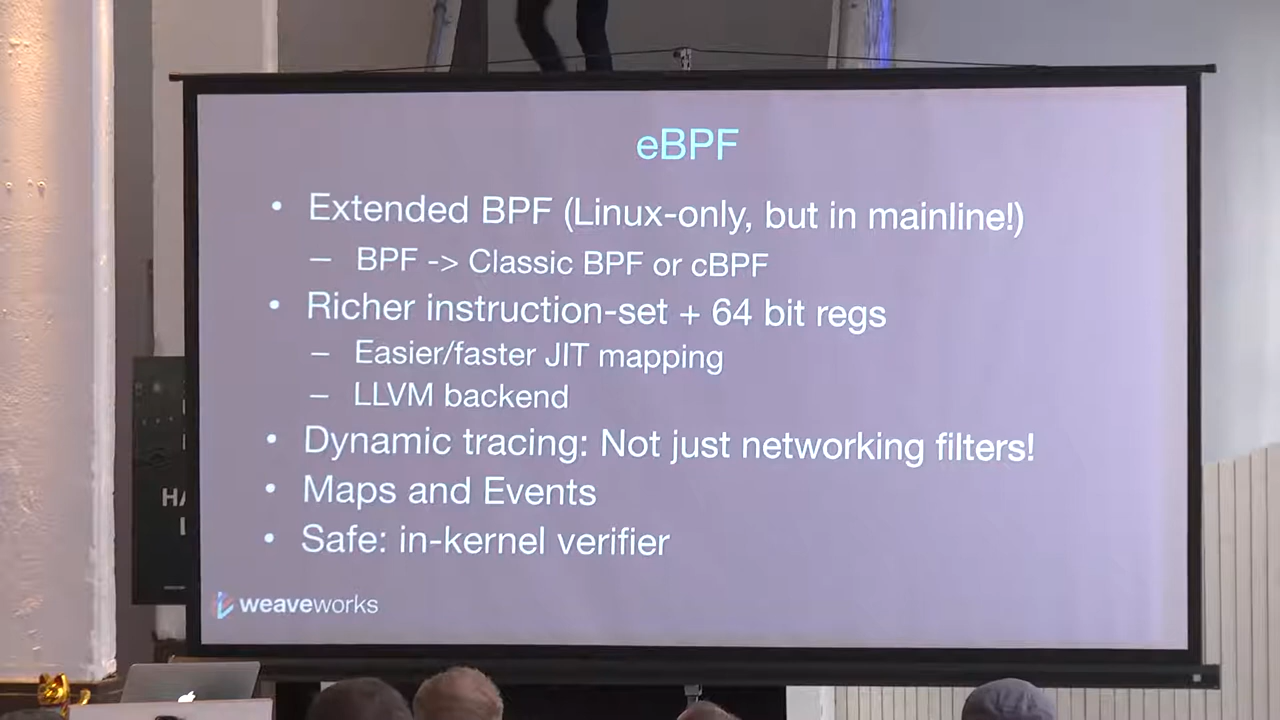 eBPF
• Extended BPF (Linux-only, but in mainline!)
– BPF -> Classic BPF or cBPF
• Richer instruction-set + 64 bit regs
– Easier/faster JIT mapping
– LLVM backend
• Dynamic tracing: Not just networking filters!
• Maps and Events
• Safe: in-kernel verifier
weaveworks